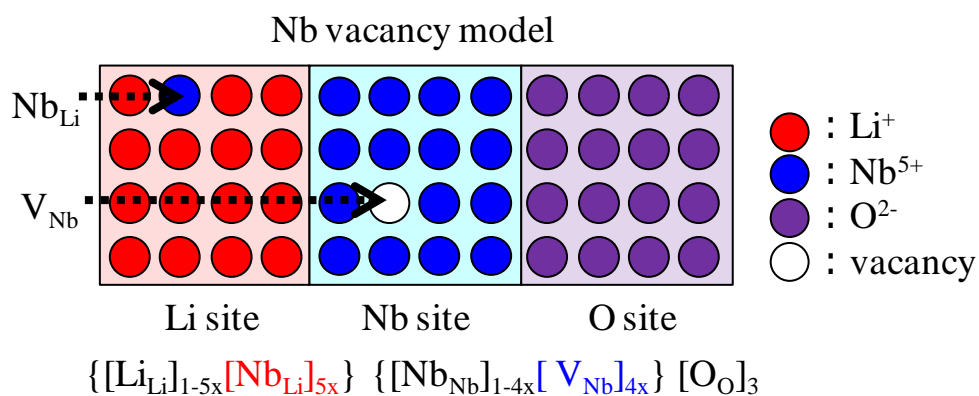 Nb vacancy model
Nb_Li
: Li⁺
: Nb⁵⁺
V_Nb
: O²⁻
: vacancy
Li site Nb site O site
{[Li_Li]_1-5x[Nb_Li]_5x} {[Nb_Nb]_1-4x[ V_Nb]_4x} [O_O]_3